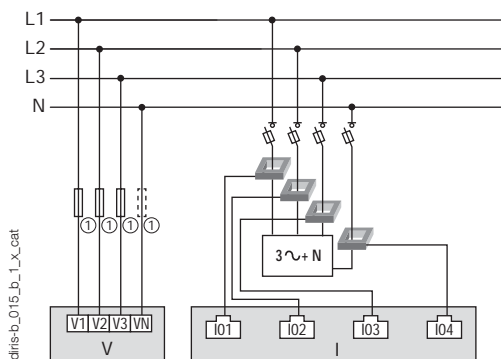 L1
L2
L3
N
① ① ① ①
3∿+ N
V1 V2 V3 VN
V
I01 I02 I03 I04
I
diris-b_015_b_1_x_cat